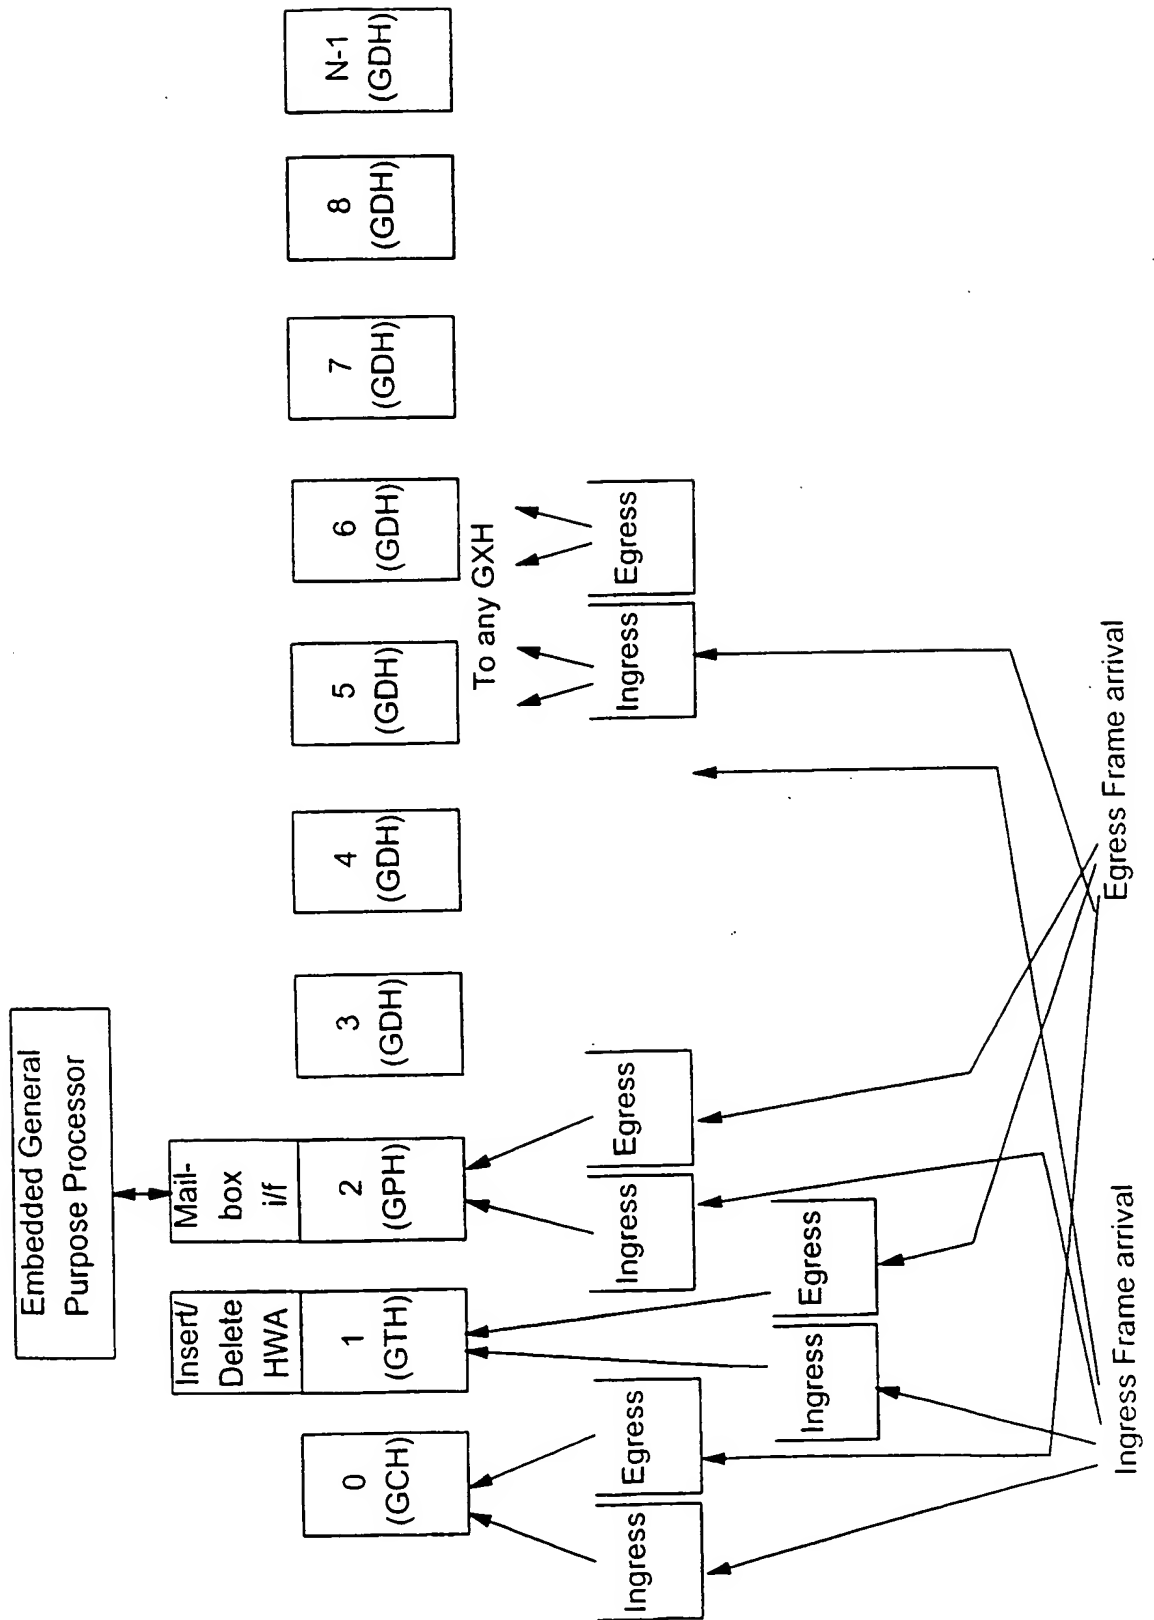 Embedded General
Purpose Processor
Insert/
Delete
HWA
Mail-
box
i/f
0
(GCH)
1
(GTH)
2
(GPH)
3
(GDH)
4
(GDH)
5
(GDH)
6
(GDH)
7
(GDH)
8
(GDH)
N-1
(GDH)
To any GXH
Ingress
Egress
Ingress
Egress
Ingress
Egress
Ingress
Egress
Ingress Frame arrival
Egress Frame arrival